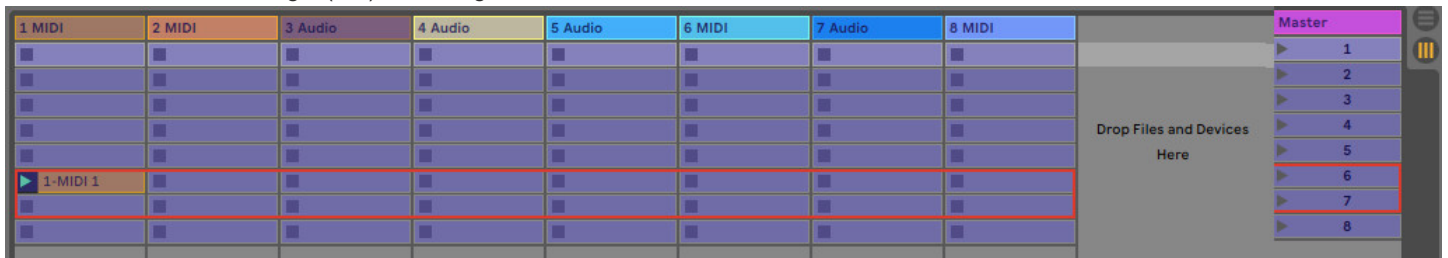 1 MIDI 2 MIDI 3 Audio 4 Audio 5 Audio 6 MIDI 7 Audio 8 MIDI Master
1
2
3
Drop Files and Devices 4
Here 5
1-MIDI 1 6
7
8